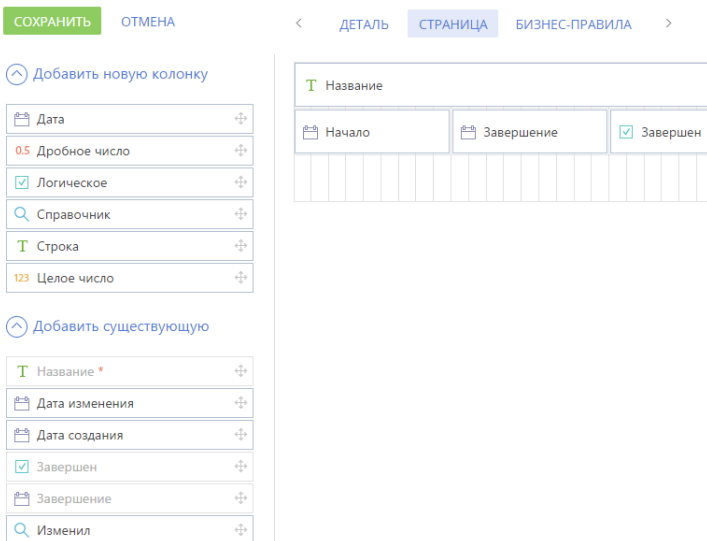 СОХРАНИТЬ ОТМЕНА
ДЕТАЛЬ СТРАНИЦА БИЗНЕС-ПРАВИЛА
Добавить новую колонку
Дата
0.5 Дробное число
Логическое
Справочник
T Строка
123 Целое число
Добавить существующую
T Название *
Дата изменения
Дата создания
Завершен
Завершение
Изменил
T Название
Начало Завершение Завершен